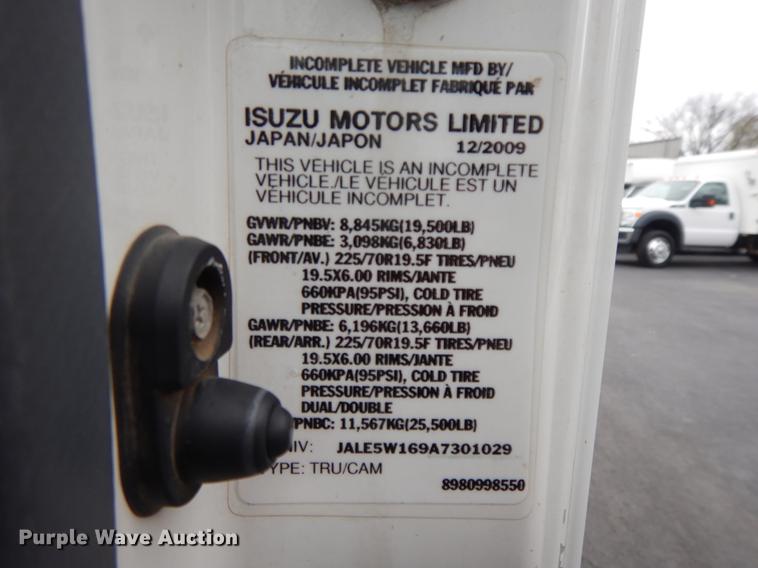 INCOMPLETE VEHICLE MFD BY/
VÉHICULE INCOMPLET FABRIQUÉ PAR
ISUZU MOTORS LIMITED
JAPAN/JAPON 12/2009
THIS VEHICLE IS AN INCOMPLETE
VEHICLE./LE VÉHICULE EST UN
VÉHICULE INCOMPLET.
GVWR/PNBV: 8,845KG(19,500LB)
GAWR/PNBE: 3,098KG(6,830LB)
(FRONT/AV.) 225/70R19.5F TIRES/PNEU
19.5X6.00 RIMS/JANTE
660KPA(95PSI), COLD TIRE
PRESSURE/PRESSION À FROID
GAWR/PNBE: 6,196KG(13,660LB)
(REAR/ARR.) 225/70R19.5F TIRES/PNEU
19.5X6.00 RIMS/JANTE
660KPA(95PSI), COLD TIRE
PRESSURE/PRESSION À FROID
DUAL/DOUBLE
/PNBC: 11,567KG(25,500LB)
NIV: JALE5W169A7301029
TYPE: TRU/CAM
8980998550
Purple Wave Auction